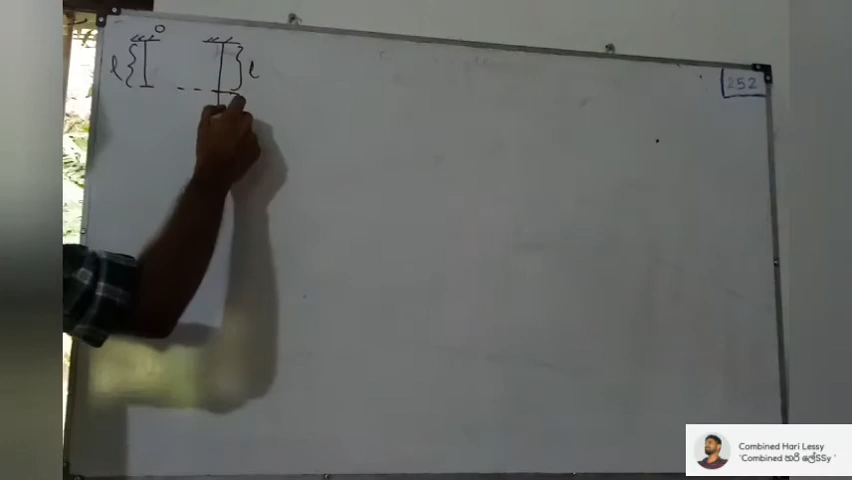 O
l
l
252
Combined Hari Lessy
'Combined හරි ලේSSy '